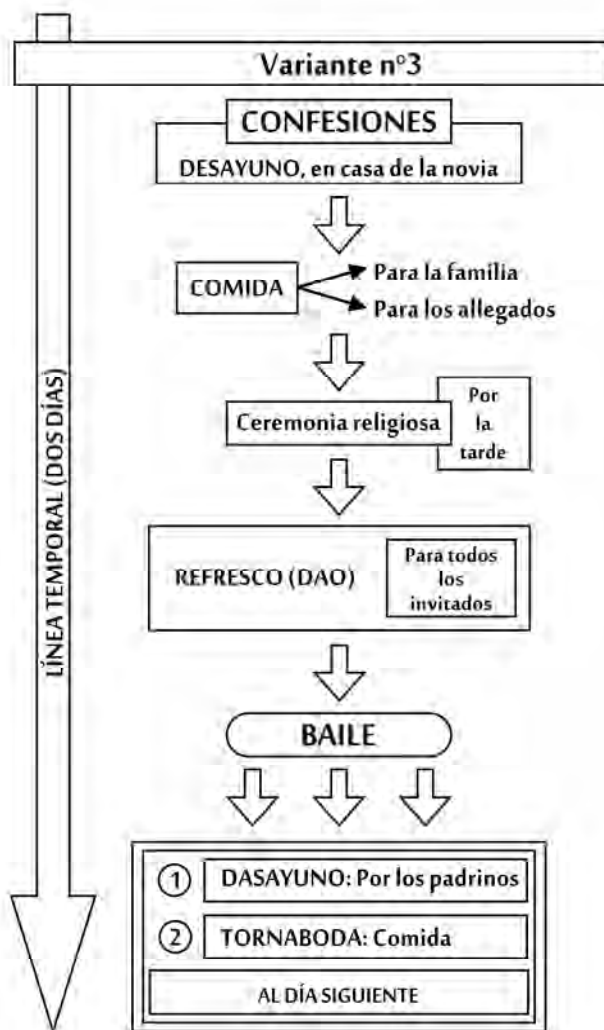 Variante nº3
CONFESIONES
DESAYUNO, en casa de la novia
COMIDA
Para la família
Para los allegados
Ceremonia religiosa
Por
la
tarde
REFRESCO (DAO)
Para todos
los
invitados
BAILE
1 DASAYUNO: Por los padrinos
2 TORNABODA: Comida
AL DÍA SIGUIENTE
LÍNEA TEMPORAL (DOS DÍAS)